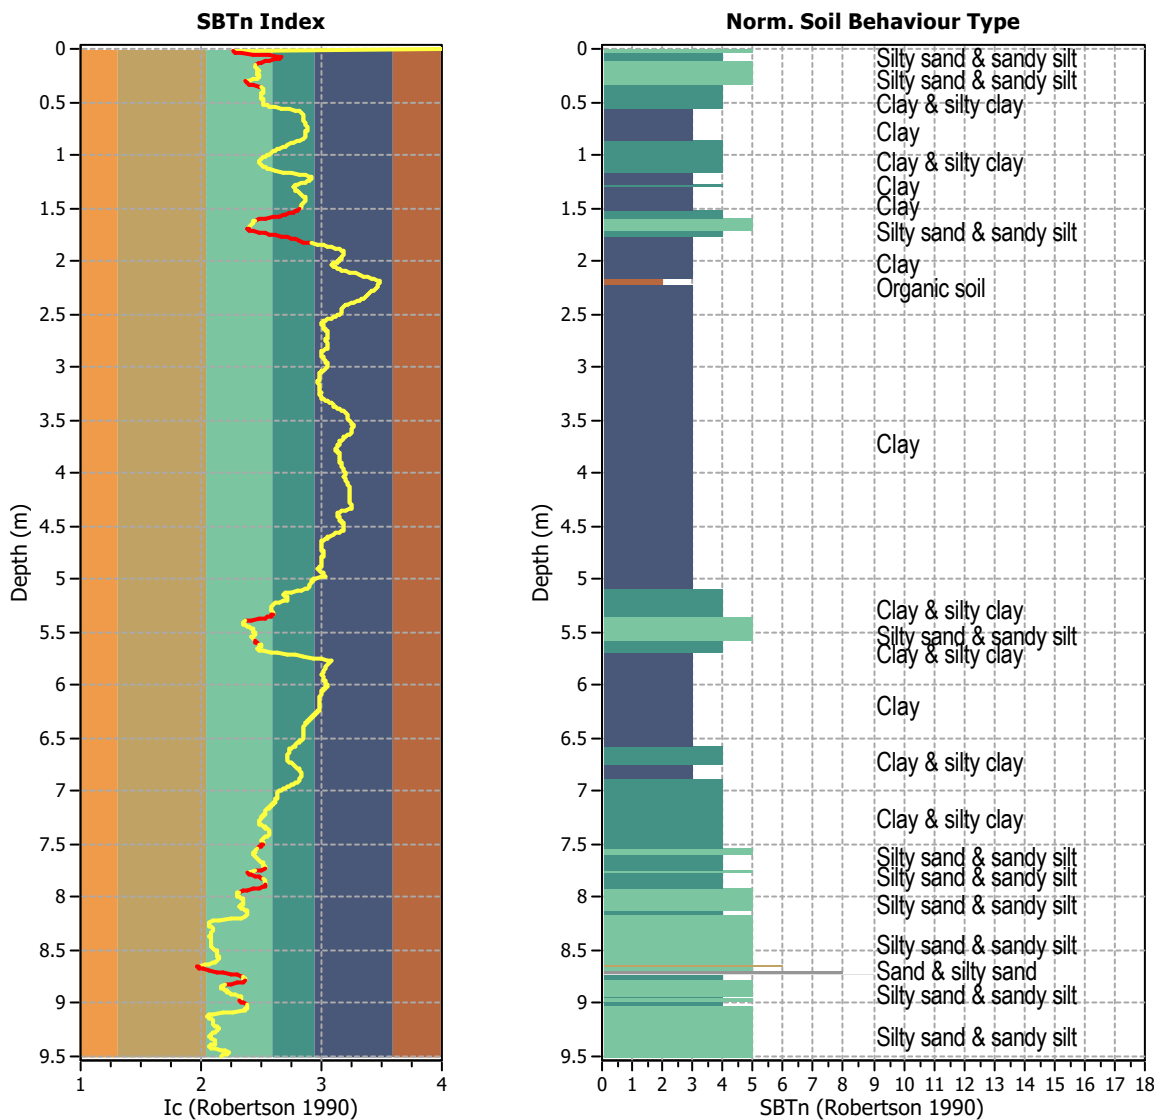 SBTn Index
0
0.5
1
1.5
2
2.5
3
3.5
4
4.5
5
5.5
6
6.5
7
7.5
8
8.5
9
9.5
Depth (m)
1 2 3 4
Ic (Robertson 1990)
Norm. Soil Behaviour Type
0
0.5
1
1.5
2
2.5
3
3.5
4
4.5
5
5.5
6
6.5
7
7.5
8
8.5
9
9.5
Depth (m)
Silty sand & sandy silt
Silty sand & sandy silt
Clay & silty clay
Clay
Clay & silty clay
Clay
Clay
Silty sand & sandy silt
Clay
Organic soil
Clay
Clay & silty clay
Silty sand & sandy silt
Clay & silty clay
Clay
Clay & silty clay
Clay & silty clay
Silty sand & sandy silt
Silty sand & sandy silt
Silty sand & sandy silt
Silty sand & sandy silt
Sand & silty sand
Silty sand & sandy silt
Silty sand & sandy silt
0 1 2 3 4 5 6 7 8 9 10 11 12 13 14 15 16 17 18
SBTn (Robertson 1990)